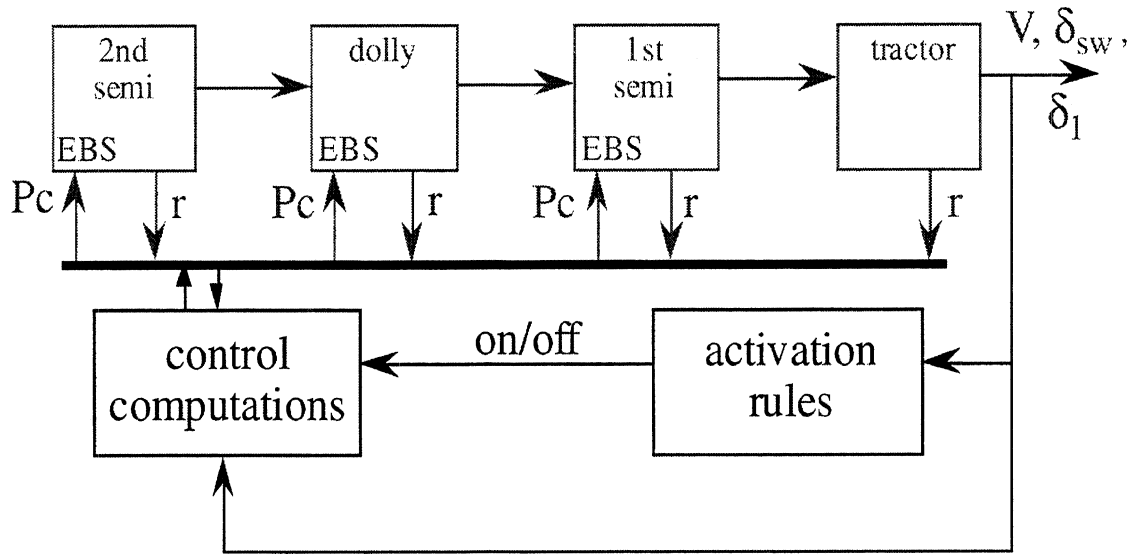 2nd
semi
EBS
dolly
EBS
1st
semi
EBS
tractor
V, δsw ,
δ1
Pc
r
Pc
r
Pc
r
r
control
computations
on/off
activation
rules